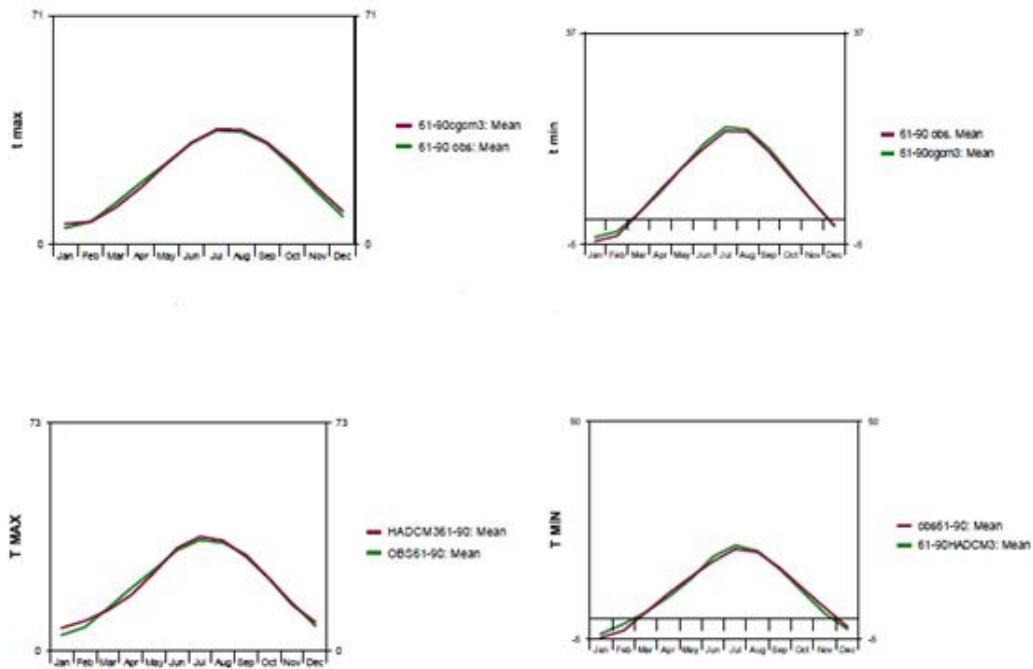 71
71
t max
61-90cgcm3: Mean
61-90 obs: Mean
0
0
Jan Feb Mar Apr May Jun Jul Aug Sep Oct Nov Dec
37
37
t min
61-90 obs. Mean
61-90cgcm3: Mean
-5
-5
Jan Feb Mar Apr May Jun Jul Aug Sep Oct Nov Dec
73
73
T MAX
HADCM361-90: Mean
OBS61-90: Mean
0
0
Jan Feb Mar Apr May Jun Jul Aug Sep Oct Nov Dec
50
50
T MIN
obs61-90: Mean
61-90HADCM3: Mean
Jan Feb Mar Apr May Jun Jul Aug Sep Oct Nov Dec